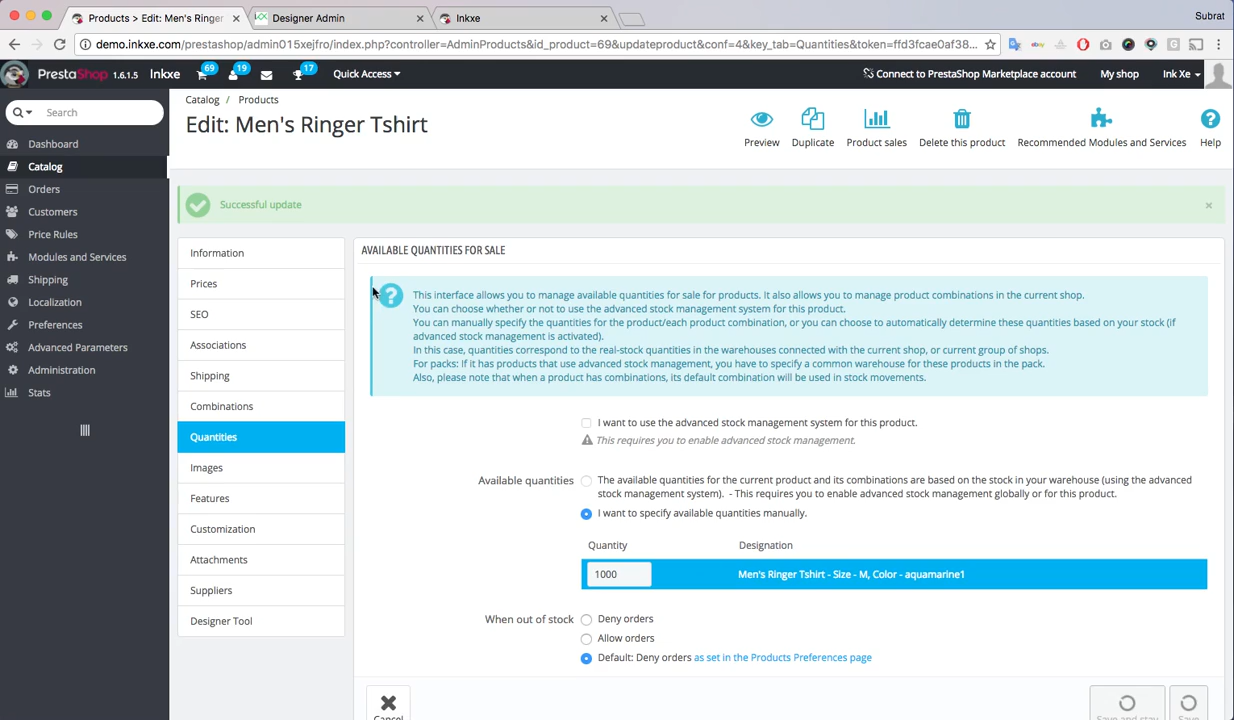 Products > Edit: Men's Ringer
Designer Admin
Inkxe
Subrat
demo.inkxe.com/prestashop/admin015xejfro/index.php?controller=AdminProducts&id_product=69&updateproduct&conf=4&key_tab=Quantities&token=ffd3fcae0af38...
PrestaShop 1.6.1.5
Inkxe
69
19
17
Quick Access
Connect to PrestaShop Marketplace account
My shop
Ink Xe
Search
Catalog / Products
Edit: Men's Ringer Tshirt
Preview
Duplicate
Product sales
Delete this product
Recommended Modules and Services
Help
Dashboard
Catalog
Orders
Customers
Price Rules
Modules and Services
Shipping
Localization
Preferences
Advanced Parameters
Administration
Stats
Successful update
Information
Prices
SEO
Associations
Shipping
Combinations
Quantities
Images
Features
Customization
Attachments
Suppliers
Designer Tool
AVAILABLE QUANTITIES FOR SALE
This interface allows you to manage available quantities for sale for products. It also allows you to manage product combinations in the current shop.
You can choose whether or not to use the advanced stock management system for this product.
You can manually specify the quantities for the product/each product combination, or you can choose to automatically determine these quantities based on your stock (if
advanced stock management is activated).
In this case, quantities correspond to the real-stock quantities in the warehouses connected with the current shop, or current group of shops.
For packs: If it has products that use advanced stock management, you have to specify a common warehouse for these products in the pack.
Also, please note that when a product has combinations, its default combination will be used in stock movements.
I want to use the advanced stock management system for this product.
This requires you to enable advanced stock management.
Available quantities
The available quantities for the current product and its combinations are based on the stock in your warehouse (using the advanced
stock management system). - This requires you to enable advanced stock management globally or for this product.
I want to specify available quantities manually.
Quantity
Designation
1000
Men's Ringer Tshirt - Size - M, Color - aquamarine1
When out of stock
Deny orders
Allow orders
Default: Deny orders as set in the Products Preferences page
Cancel
Save and stay
Save